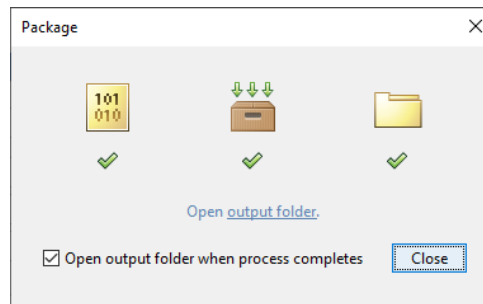 Package
101
010
Open output folder.
Open output folder when process completes
Close